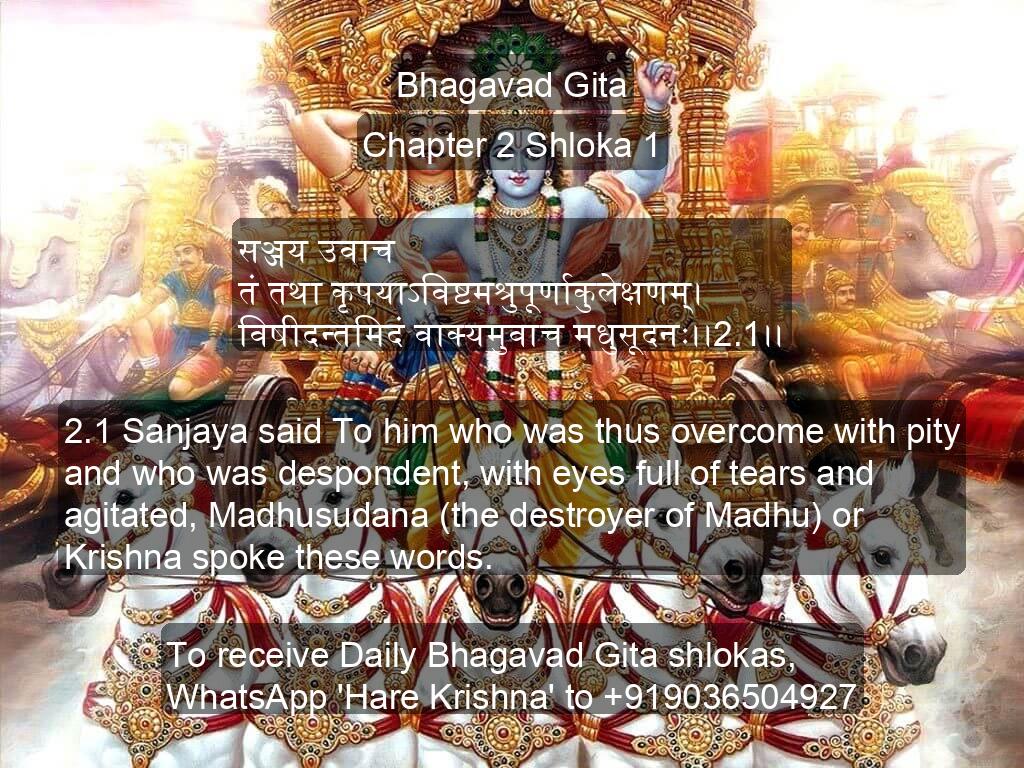 Bhagavad Gita
Chapter 2 Shloka 1
सञ्जय उवाच
तं तथा कृपयाऽविष्टमश्रुपूर्णाकुलेक्षणम्।
विषीदन्तमिदं वाक्यमुवाच मधुसूदनः।।2.1।।
2.1 Sanjaya said To him who was thus overcome with pity
and who was despondent, with eyes full of tears and
agitated, Madhusudana (the destroyer of Madhu) or
Krishna spoke these words.
To receive Daily Bhagavad Gita shlokas,
WhatsApp 'Hare Krishna' to +919036504927